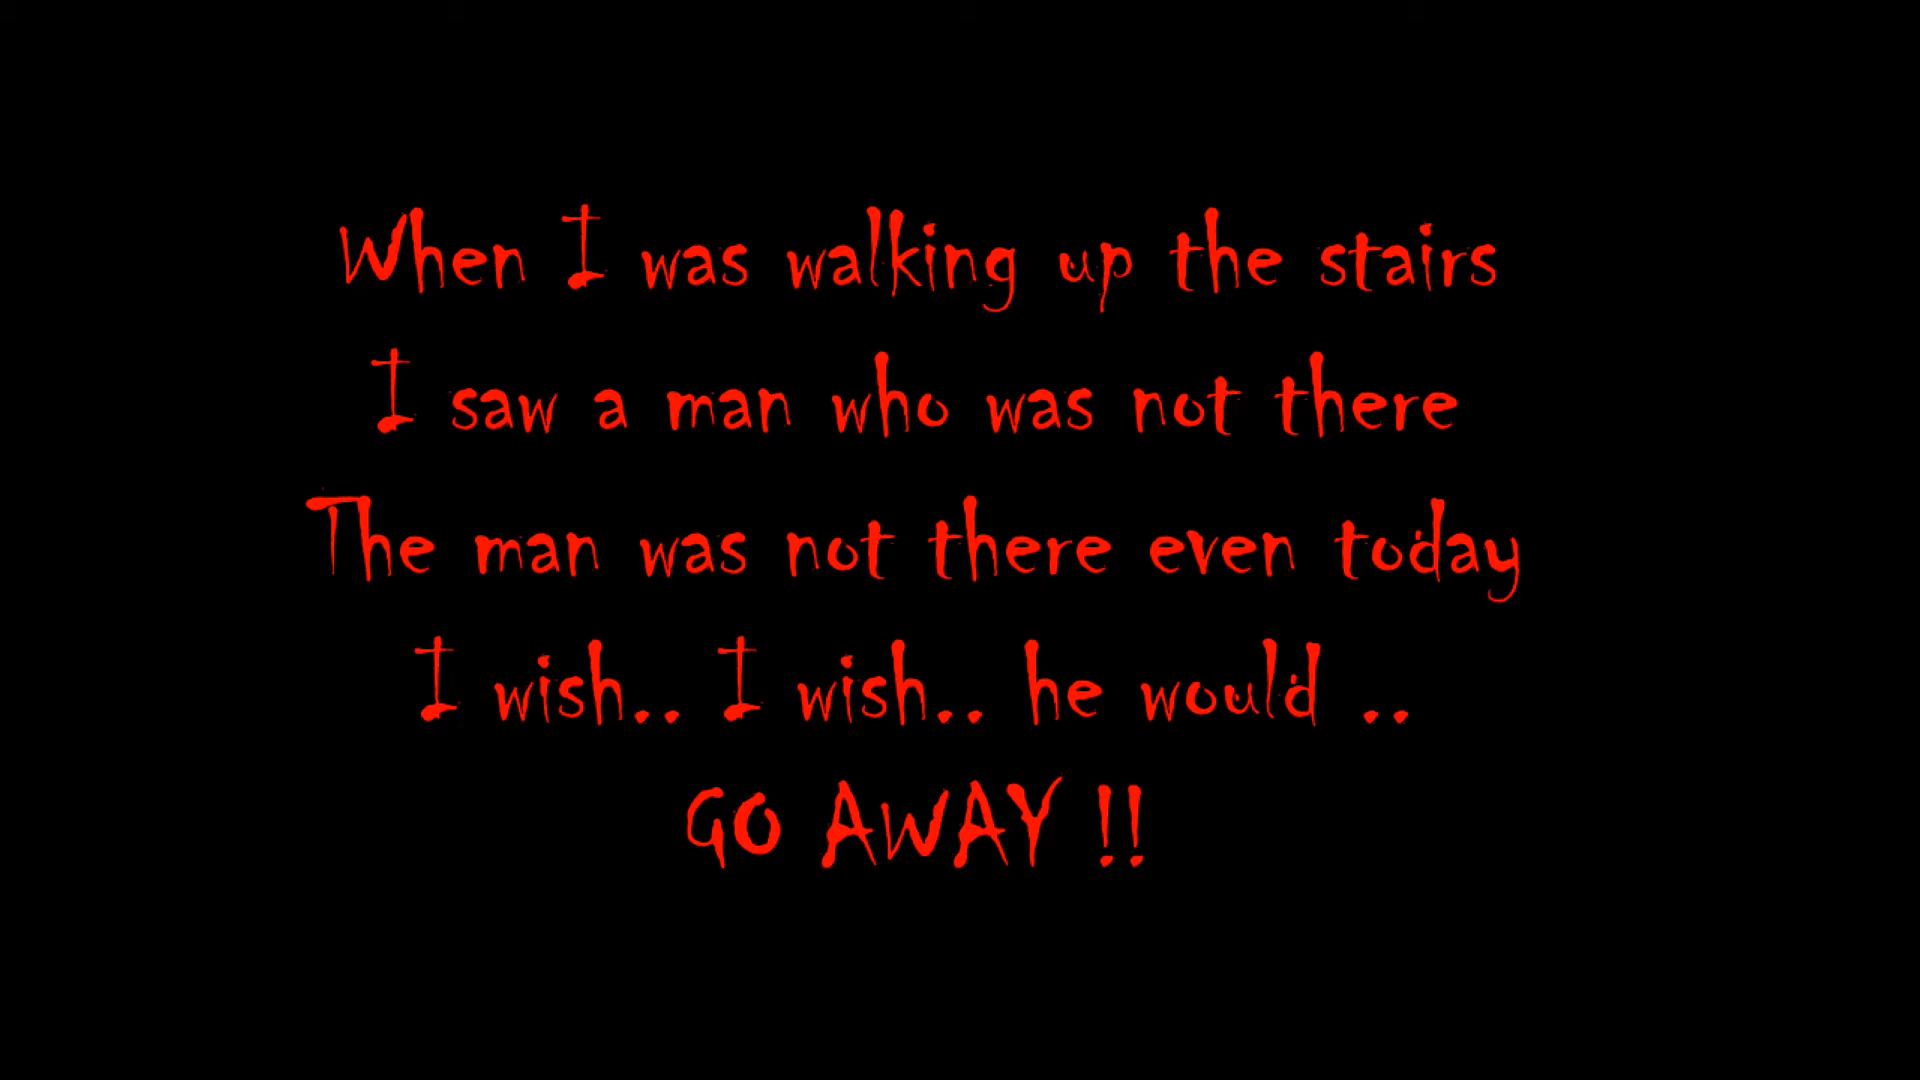 When I was walking up the stairs
I saw a man who was not there
The man was not there even today
I wish.. I wish.. he would ..
GO AWAY !!